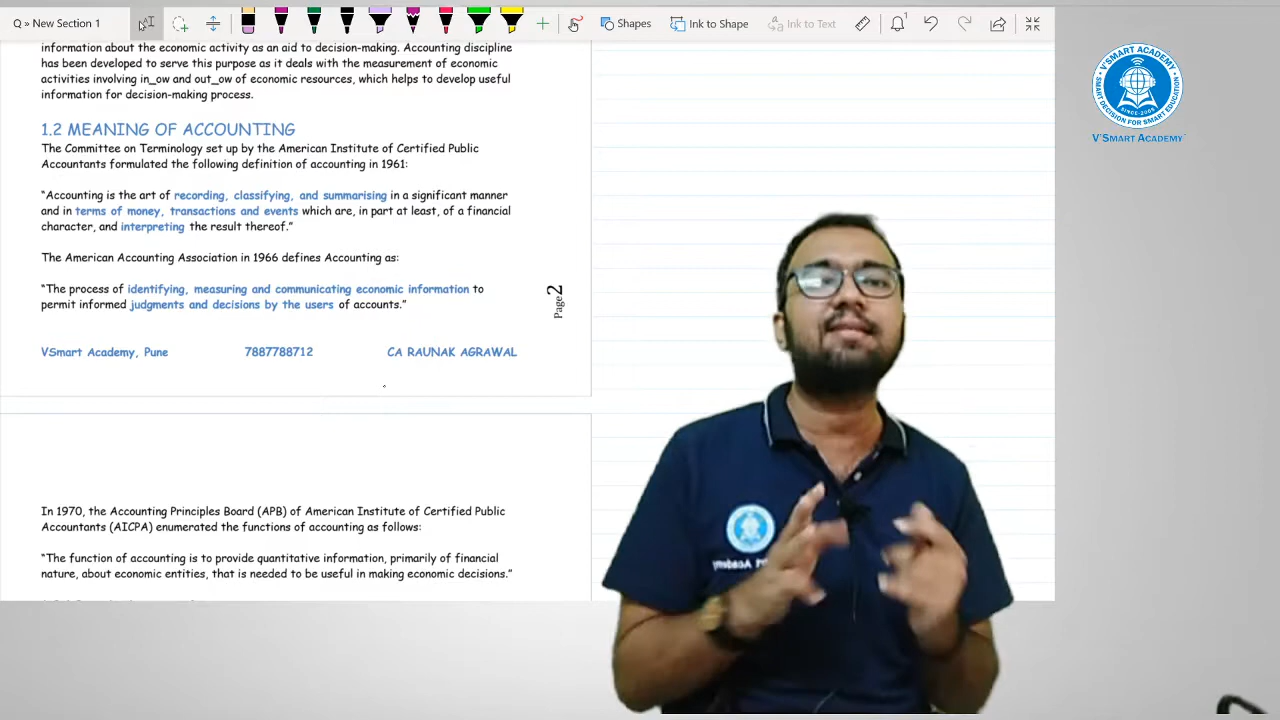 Q » New Section 1
Shapes
Ink to Shape
Ink to Text
information about the economic activity as an aid to decision-making. Accounting discipline
has been developed to serve this purpose as it deals with the measurement of economic
activities involving in_ow and out_ow of economic resources, which helps to develop useful
information for decision-making process.
1.2 MEANING OF ACCOUNTING
The Committee on Terminology set up by the American Institute of Certified Public
Accountants formulated the following definition of accounting in 1961:
“Accounting is the art of recording, classifying, and summarising in a significant manner
and in terms of money, transactions and events which are, in part at least, of a financial
character, and interpreting the result thereof.”
The American Accounting Association in 1966 defines Accounting as:
“The process of identifying, measuring and communicating economic information to
permit informed judgments and decisions by the users of accounts.”
Page2
VSmart Academy, Pune 7887788712 CA RAUNAK AGRAWAL
In 1970, the Accounting Principles Board (APB) of American Institute of Certified Public
Accountants (AICPA) enumerated the functions of accounting as follows:
“The function of accounting is to provide quantitative information, primarily of financial
nature, about economic entities, that is needed to be useful in making economic decisions.”
V'SMART ACADEMY
SMART DECISION FOR SMART EDUCATION
SINCE-2005
V'SMART ACADEMY